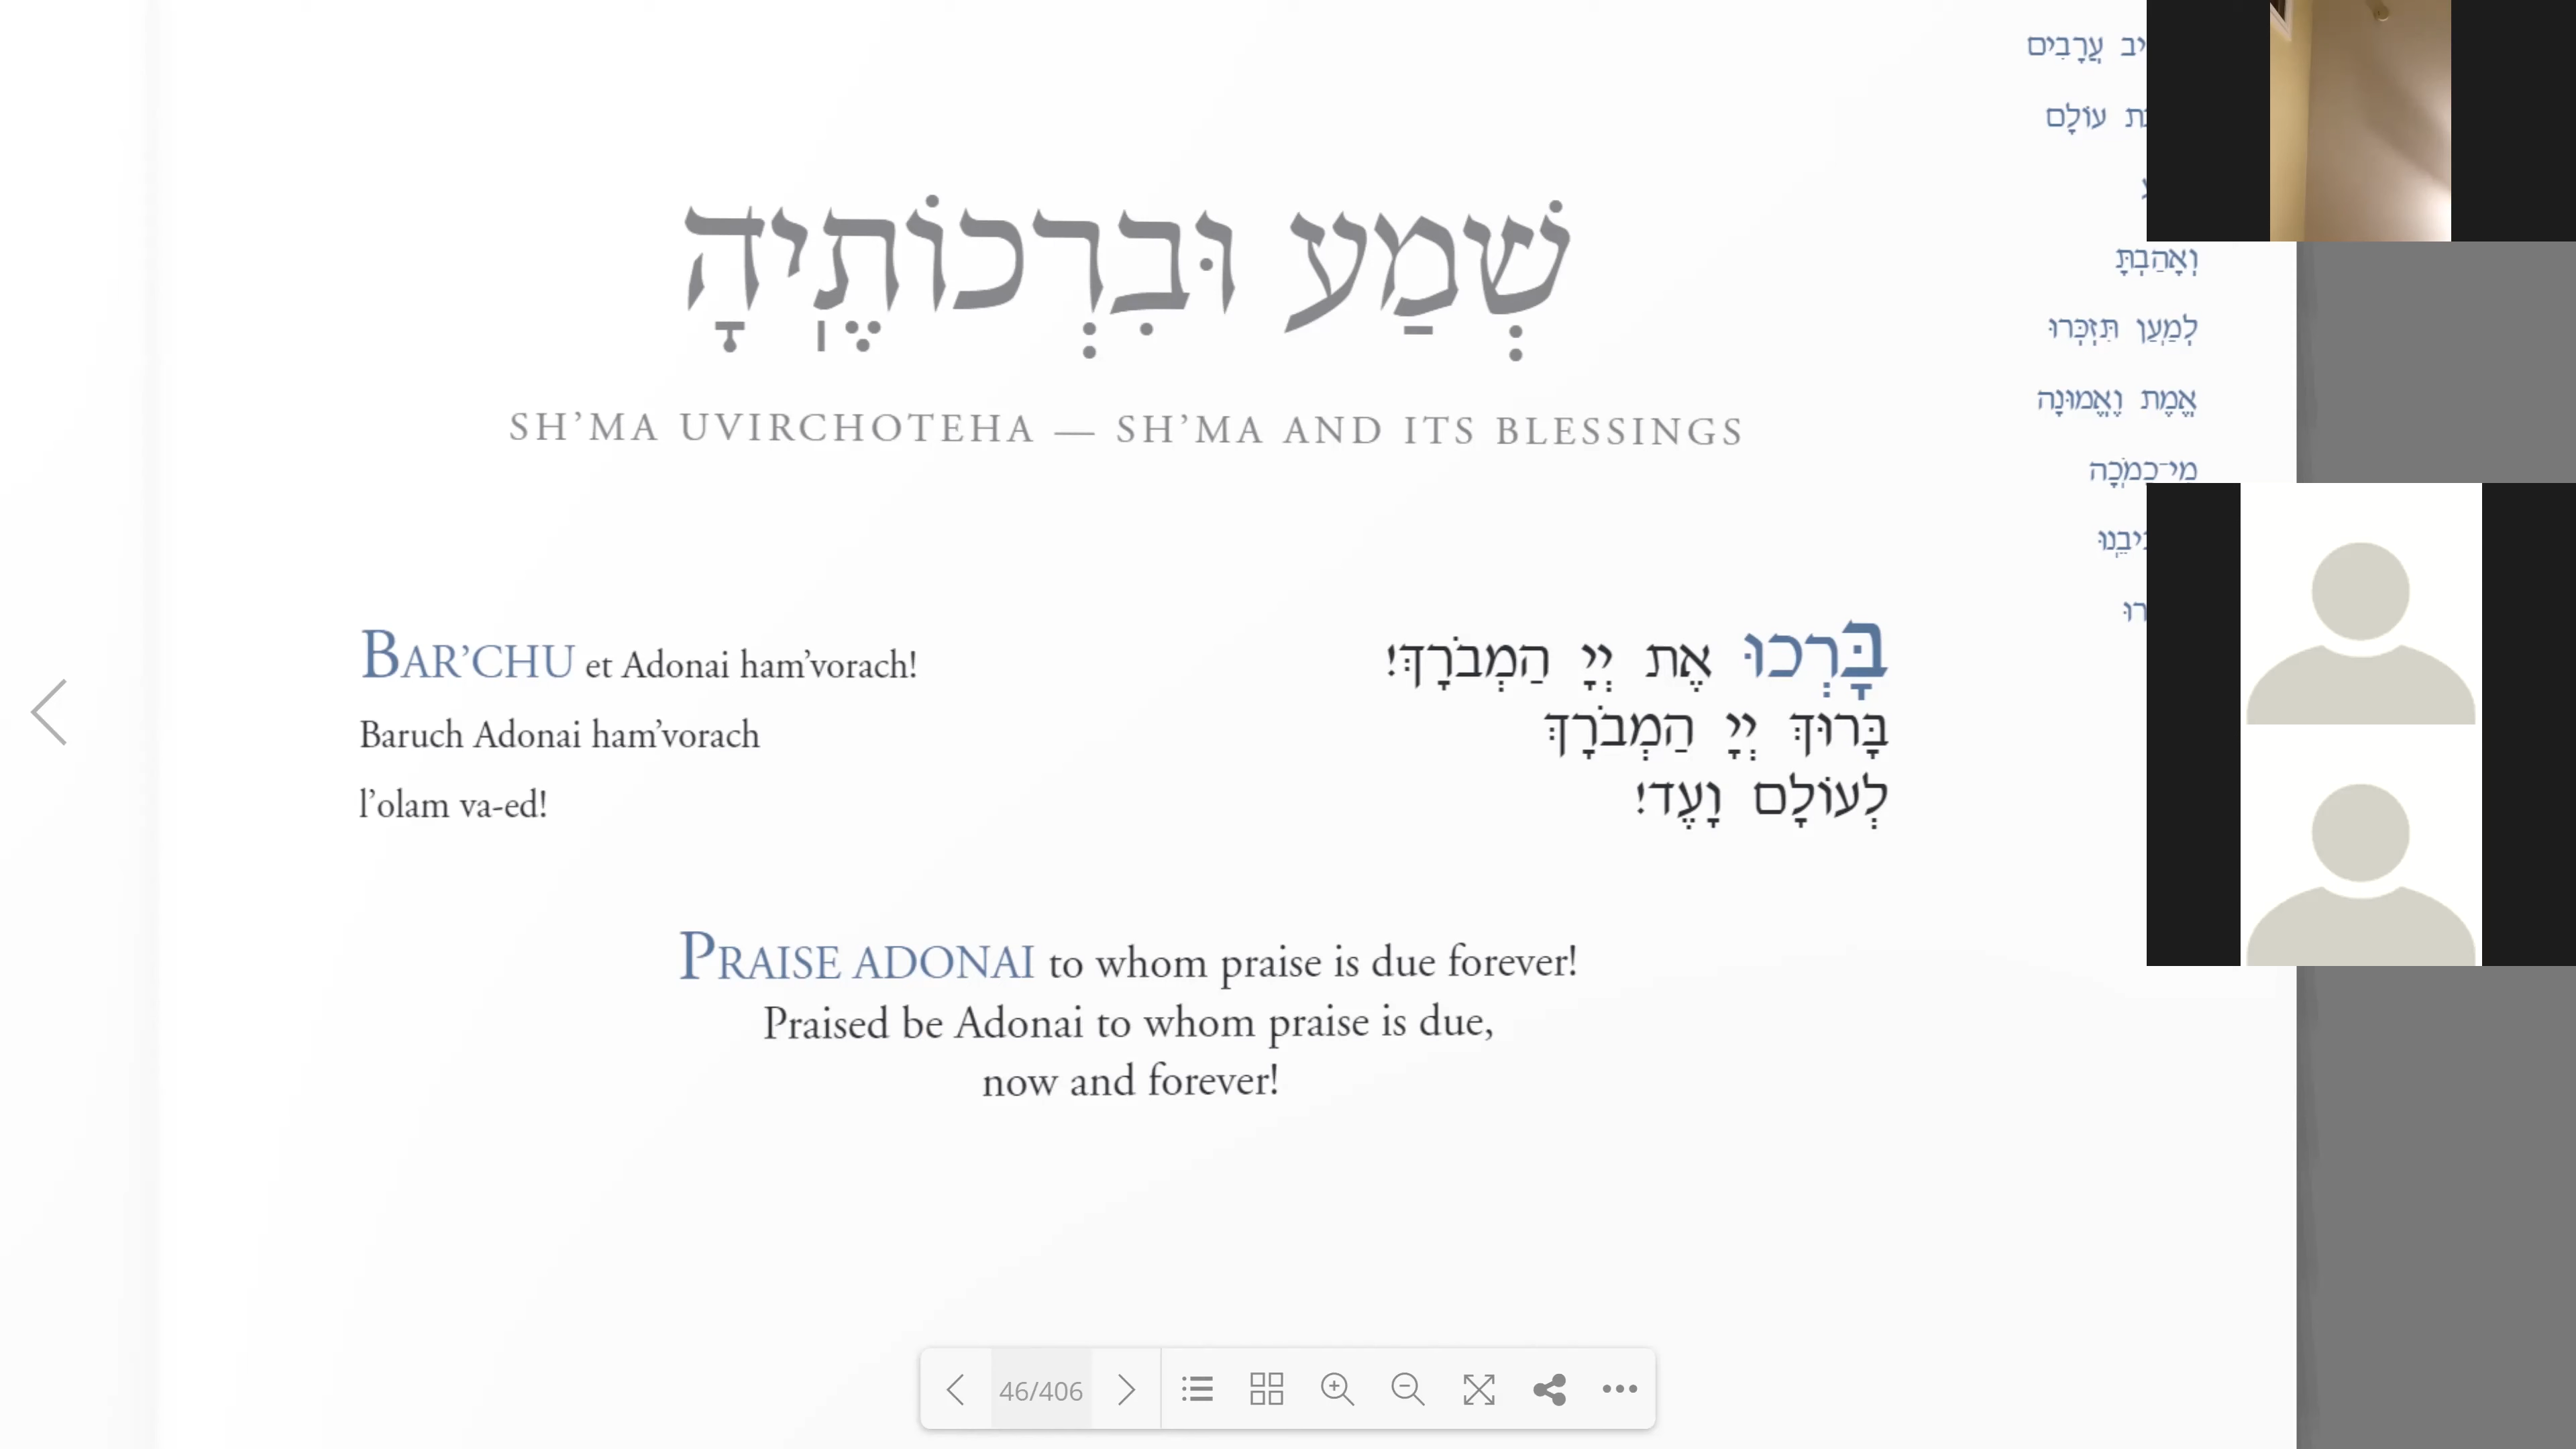 שְׁמַע וּבִרְכוֹתֶֽיהָ
SH’MA UVIRCHOTEHA — SH’MA AND ITS BLESSINGS
BAR’CHU et Adonai ham’vorach!
Baruch Adonai ham’vorach
l’olam va-ed!
בָּרְכוּ אֶת יְיָ הַמְבֹרָךְ!
בָּרוּךְ יְיָ הַמְבֹרָךְ
לְעוֹלָם וָעֶד!
PRAISE ADONAI to whom praise is due forever!
Praised be Adonai to whom praise is due,
now and forever!
עֲרָבִים
עוֹלָם
וְאָהַבְתָּ
לְמַֽעַן תִּזְכְּרוּ
אֱמֶת וֶאֱמוּנָה
מִי־כָמֹֽכָה
46/406